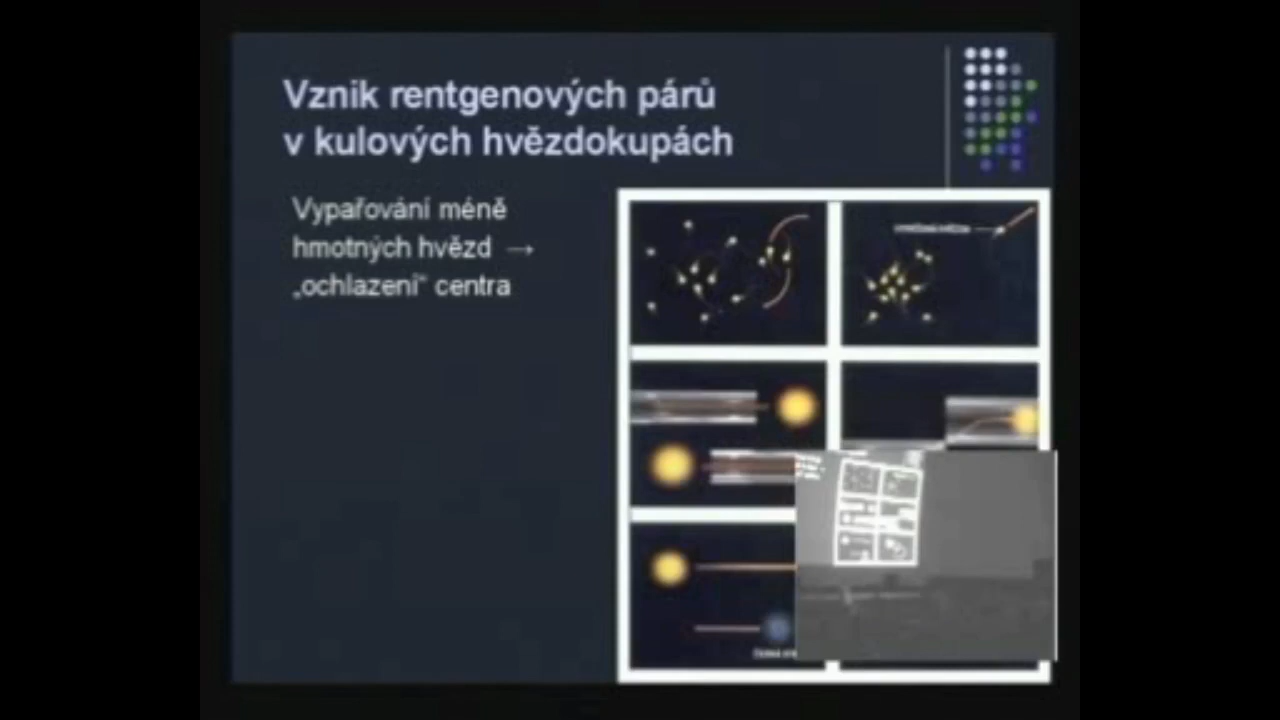 Vznik rentgenových párů
v kulových hvězdokupách
Vypařování méně
hmotných hvězd →
„ochlazení“ centra